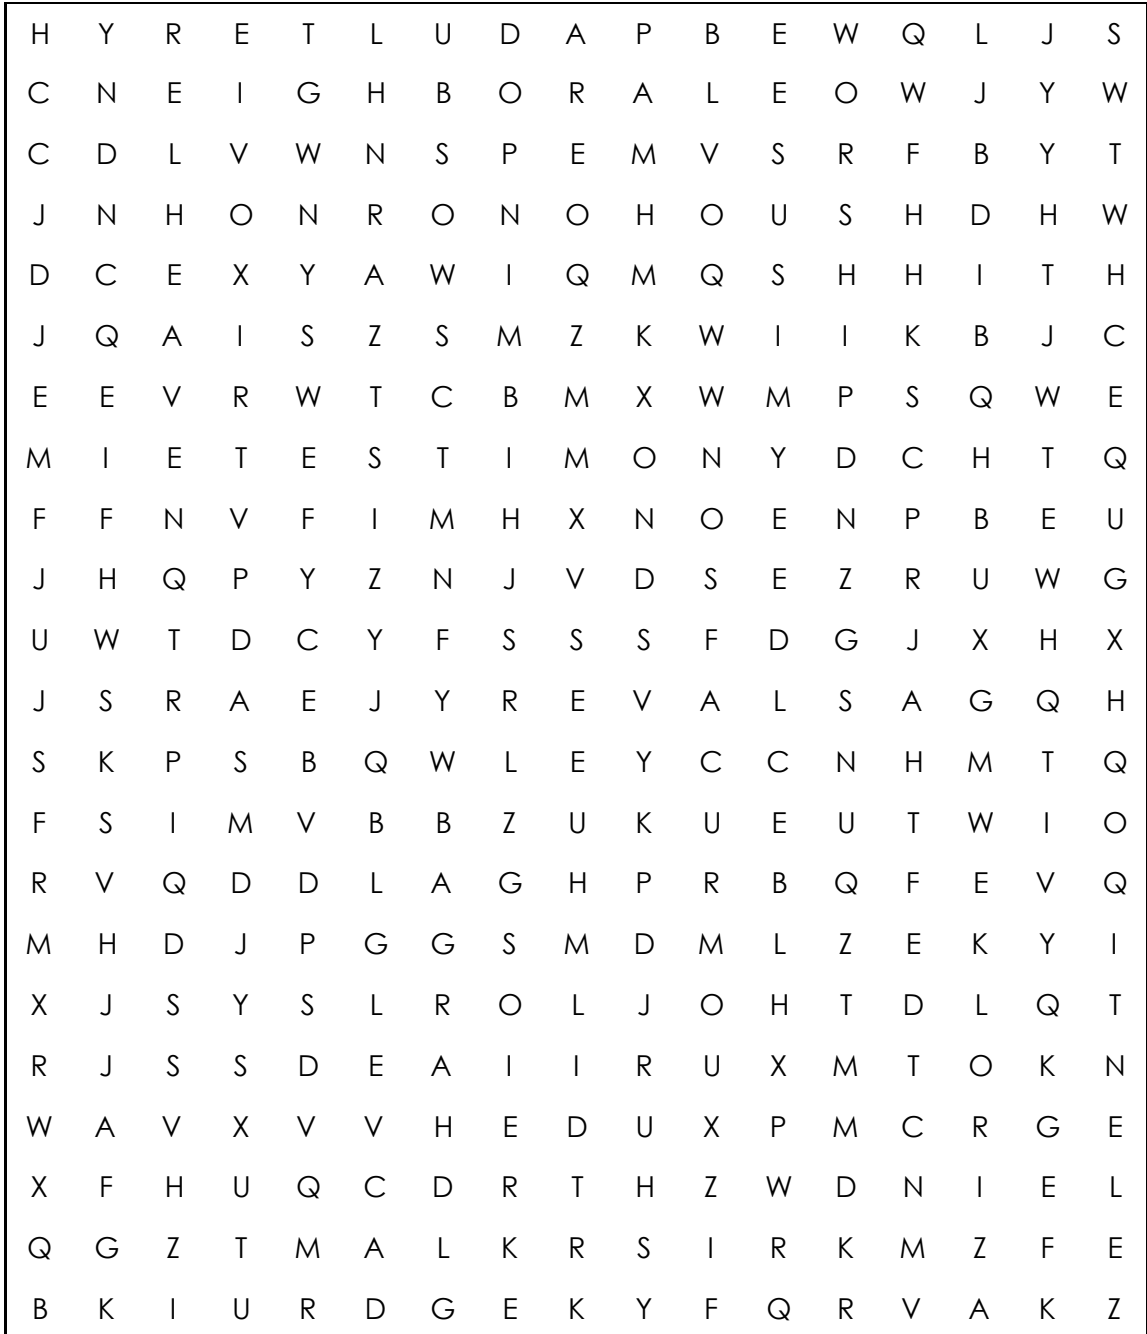 H Y R E T L U D A P B E W Q L J S
C N E I G H B O R A L E O W J Y W
C D L V W N S P E M V S R F B Y T
J N H O N R O N O H O U S H D H W
D C E X Y A W I Q M Q S H H I T H
J Q A I S Z S M Z K W I I K B J C
E E V R W T C B M X W M P S Q W E
M I E T E S T I M O N Y D C H T Q
F F N V F I M H X N O E N P B E U
J H Q P Y Z N J V D S E Z R U W G
U W T D C Y F S S S F D G J X H X
J S R A E J Y R E V A L S A G Q H
S K P S B Q W L E Y C C N H M T Q
F S I M V B B Z U K U E U T W I O
R V Q D D L A G H P R B Q F E V Q
M H D J P G G S M D M L Z E K Y I
X J S Y S L R O L J O H T D L Q T
R J S S D E A I I R U X M T O K N
W A V X V V H E D U X P M C R G E
X F H U Q C D R T H Z W D N I E L
Q G Z T M A L K R S I R K M Z F E
B K I U R D G E K Y F Q R V A K Z